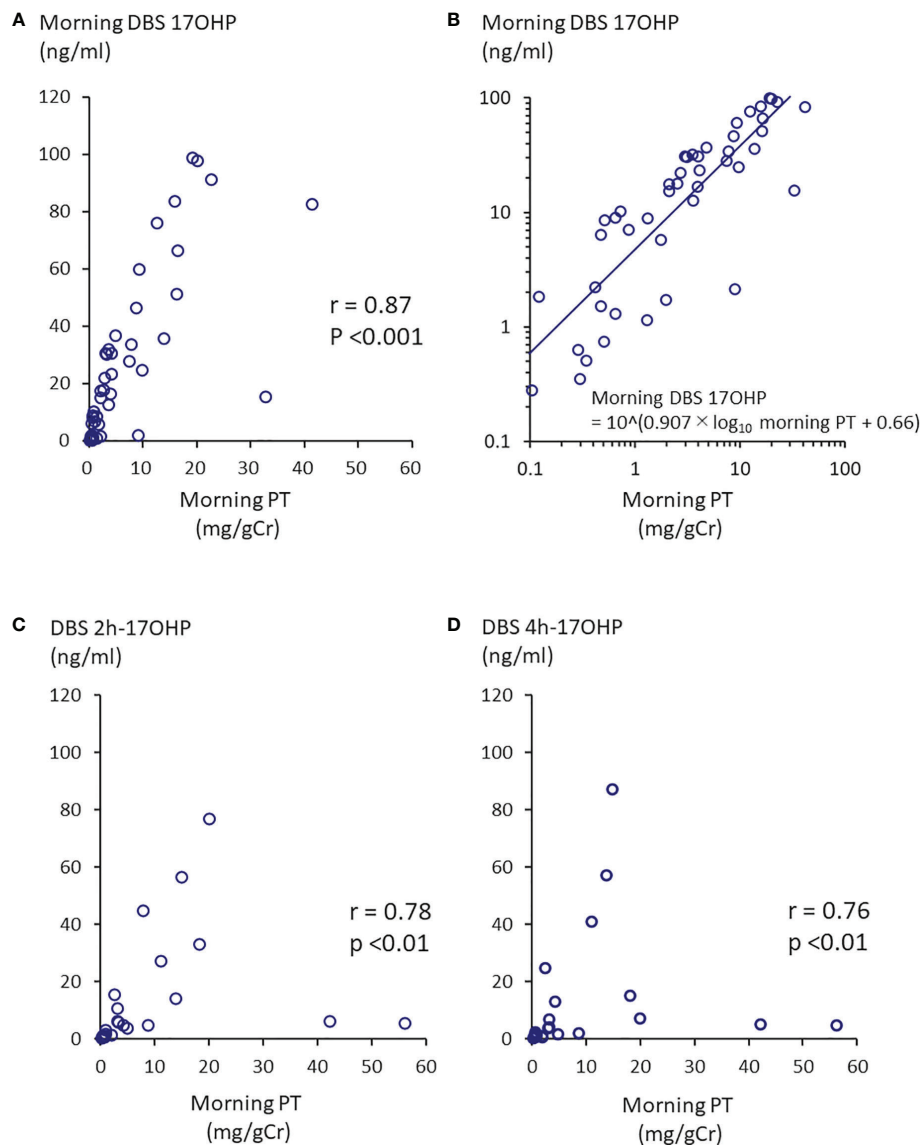 A Morning DBS 17OHP
(ng/ml)
120
100
80
60
40
20
0
0 10 20 30 40 50 60
Morning PT
(mg/gCr)
r = 0.87
P <0.001
B Morning DBS 17OHP
(ng/ml)
100
10
1
0.1
0.1 1 10 100
Morning DBS 17OHP
= 10^(0.907 × log₁₀ morning PT + 0.66)
Morning PT
(mg/gCr)
C DBS 2h-17OHP
(ng/ml)
120
100
80
60
40
20
0
0 10 20 30 40 50 60
r = 0.78
p <0.01
Morning PT
(mg/gCr)
D DBS 4h-17OHP
(ng/ml)
120
100
80
60
40
20
0
0 10 20 30 40 50 60
r = 0.76
p <0.01
Morning PT
(mg/gCr)